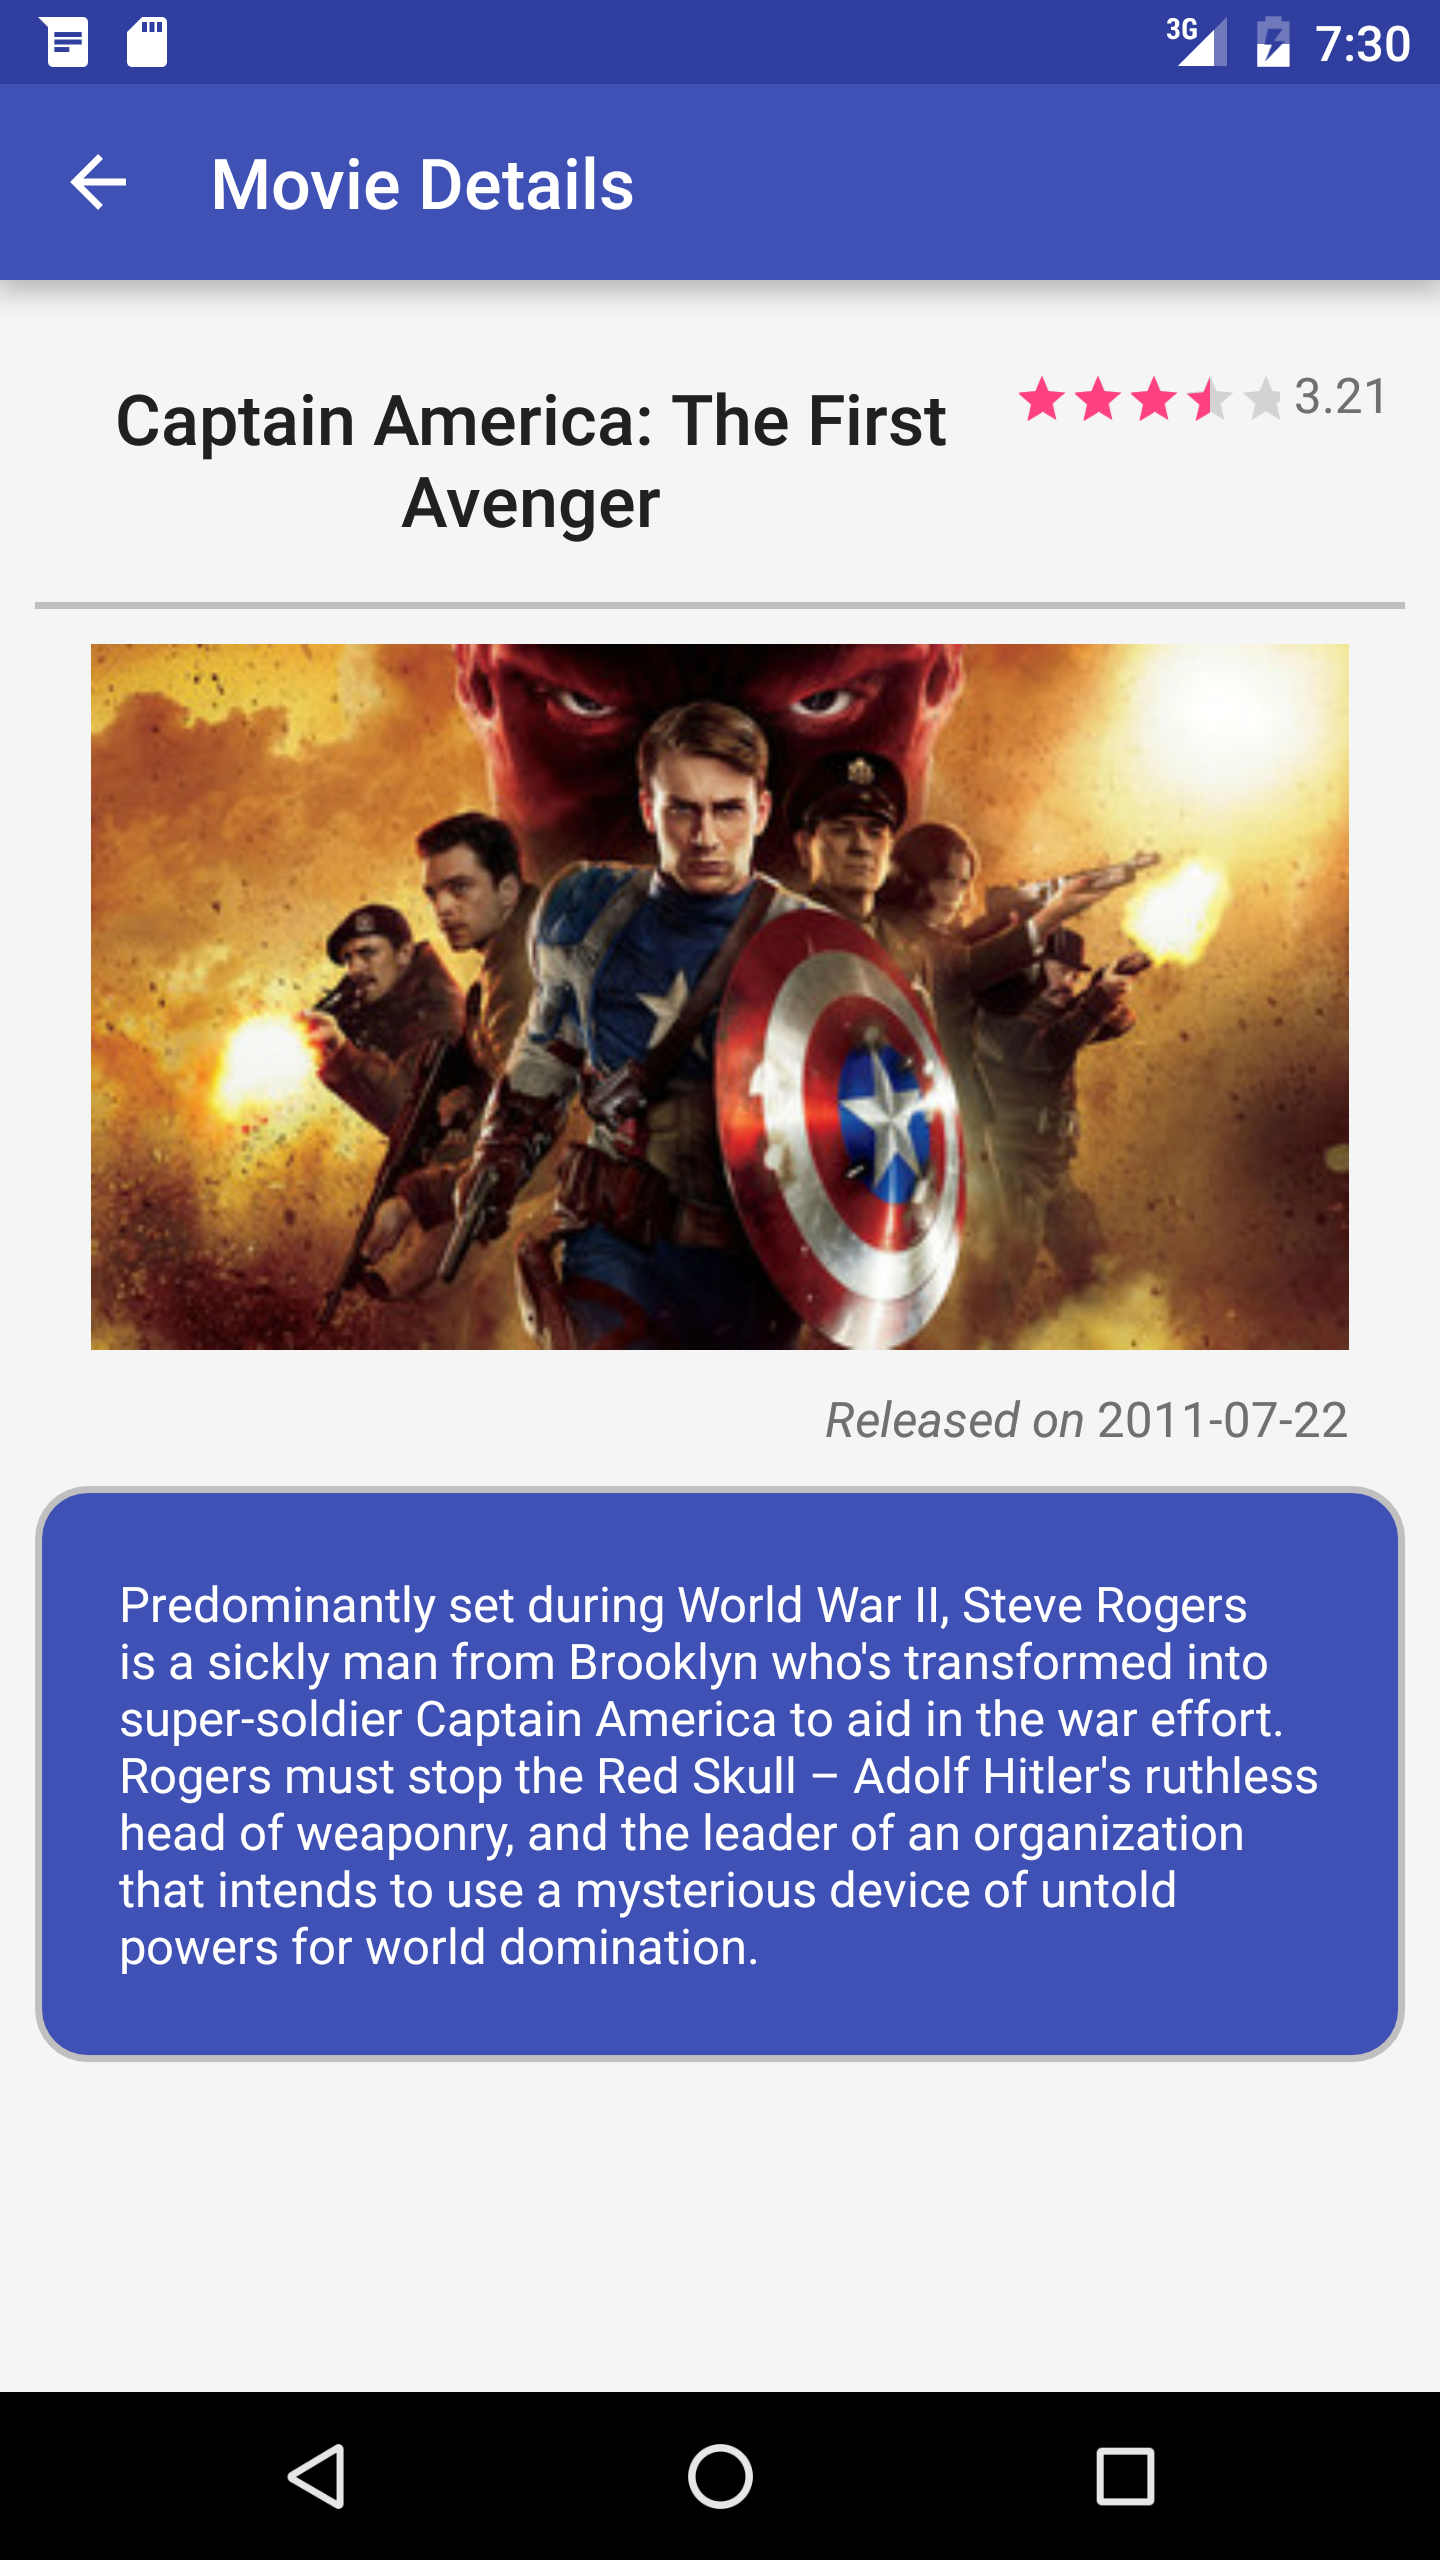 3G 7:30
Movie Details
Captain America: The First
Avenger
3.21
Released on 2011-07-22
Predominantly set during World War II, Steve Rogers
is a sickly man from Brooklyn who's transformed into
super-soldier Captain America to aid in the war effort.
Rogers must stop the Red Skull – Adolf Hitler's ruthless
head of weaponry, and the leader of an organization
that intends to use a mysterious device of untold
powers for world domination.